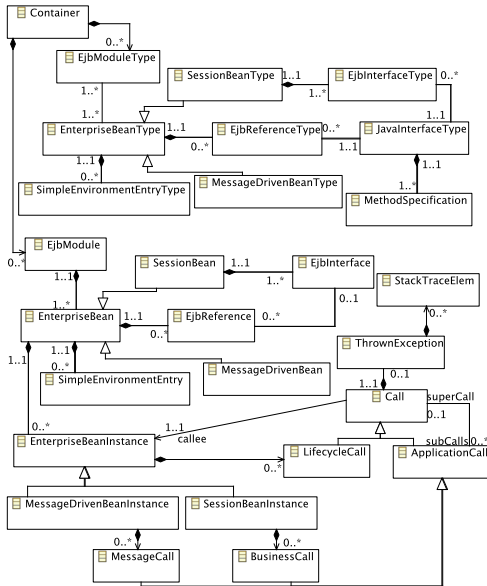 Container
0..*
EjbModuleType
SessionBeanType
1..1
1..*
EjbInterfaceType
0..*
1..*
1..*
1..1
EnterpriseBeanType
1..1
0..*
EjbReferenceType
0..*
1..1
JavaInterfaceType
1..1
1..1
0..*
SimpleEnvironmentEntryType
MessageDrivenBeanType
1..*
MethodSpecification
0..*
EjbModule
1..1
SessionBean
1..1
1..*
EjbInterface
0..1
StackTraceElem
0..*
1..*
EnterpriseBean
1..1
0..*
EjbReference
0..*
ThrownException
1..1
1..1
0..*
SimpleEnvironmentEntry
MessageDrivenBean
0..1
1..1
Call
superCall
0..1
0..*
1..1
callee
EnterpriseBeanInstance
0..*
LifecycleCall
subCalls
0..*
ApplicationCall
MessageDrivenBeanInstance
SessionBeanInstance
0..*
0..*
MessageCall
BusinessCall